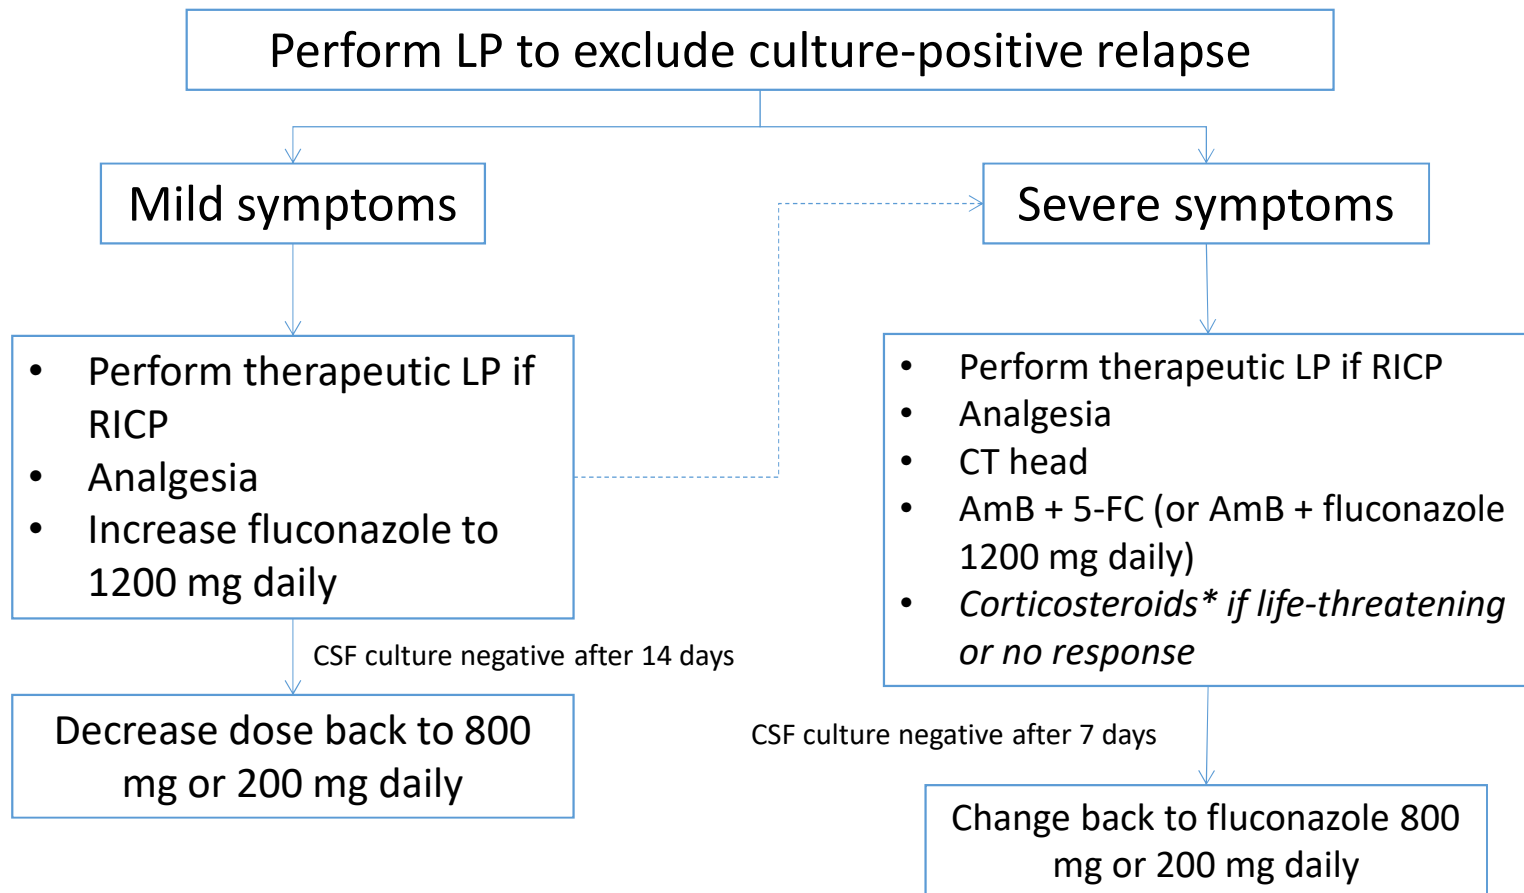 Perform LP to exclude culture-positive relapse
Mild symptoms
Severe symptoms
• Perform therapeutic LP if
RICP
• Analgesia
• Increase fluconazole to
1200 mg daily
• Perform therapeutic LP if RICP
• Analgesia
• CT head
• AmB + 5-FC (or AmB + fluconazole
1200 mg daily)
• Corticosteroids* if life-threatening
or no response
CSF culture negative after 14 days
CSF culture negative after 7 days
Decrease dose back to 800
mg or 200 mg daily
Change back to fluconazole 800
mg or 200 mg daily